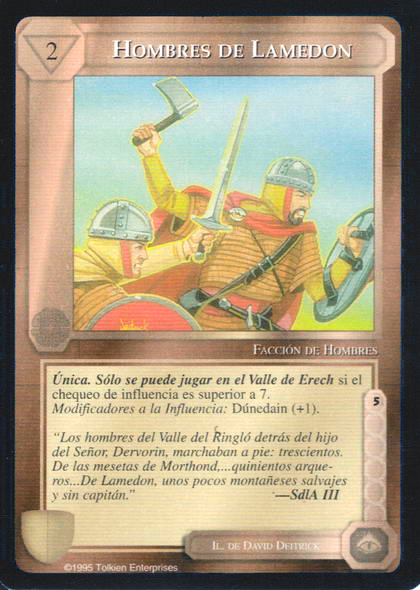 2
HOMBRES DE LAMEDON
Deitrick
FACCIÓN DE HOMBRES
Única. Sólo se puede jugar en el Valle de Erech si el
chequeo de influencia es superior a 7.
Modificadores a la Influencia: Dúnedain (+1).
5
“Los hombres del Valle del Ringló detrás del hijo
del Señor, Dervorin, marchaban a pie: trescientos.
De las mesetas de Morthond,...quinientos arque-
ros...De Lamedon, unos pocos montañeses salvajes
y sin capitán.” —SdlA III
IL. DE DAVID DEITRICK
©1995 Tolkien Enterprises